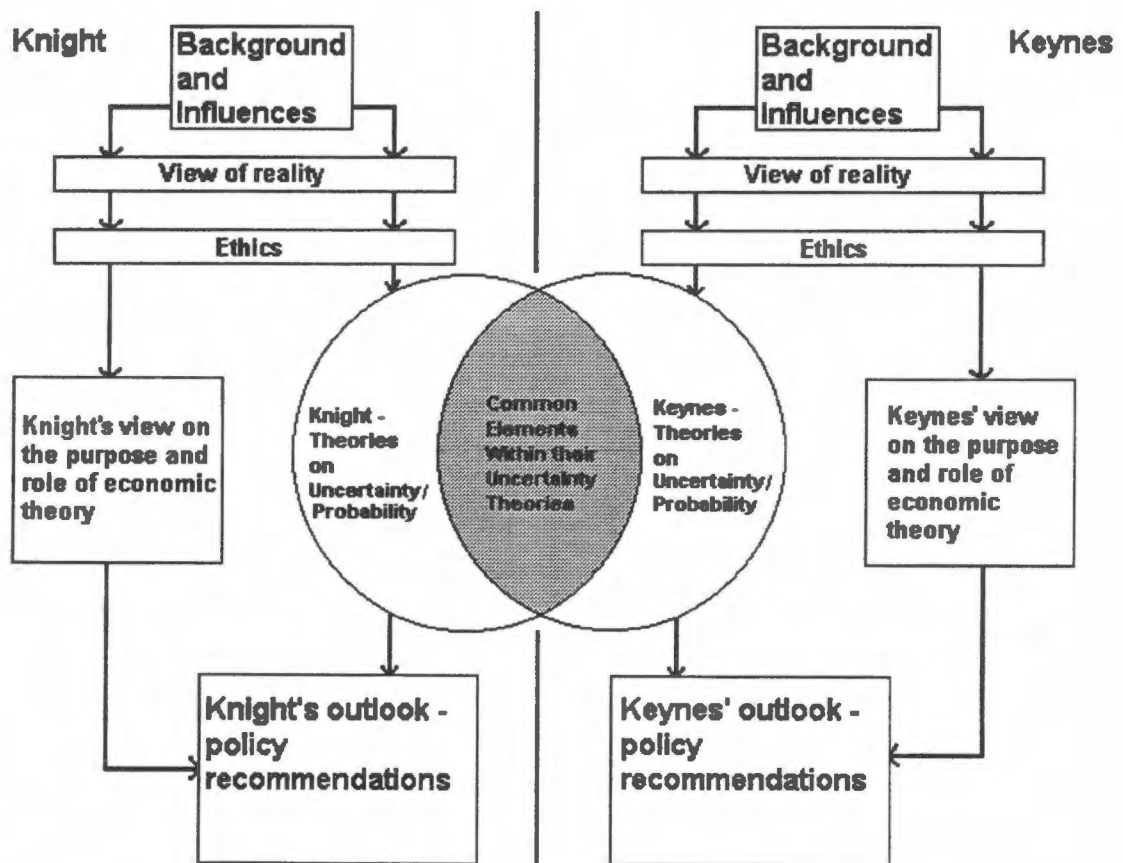 Knight
Background
and
Influences
View of reality
Ethics
Knight's view on
the purpose and
role of economic
theory
Knight -
Theories
on
Uncertainty/
Probability
Common
Elements
Within their
Uncertainty
Theories
Knight's outlook -
policy
recommendations
Keynes
Background
and
Influences
View of reality
Ethics
Keynes -
Theories
on
Uncertainty/
Probability
Keynes' view
on the purpose
and role of
economic
theory
Keynes' outlook -
policy
recommendations